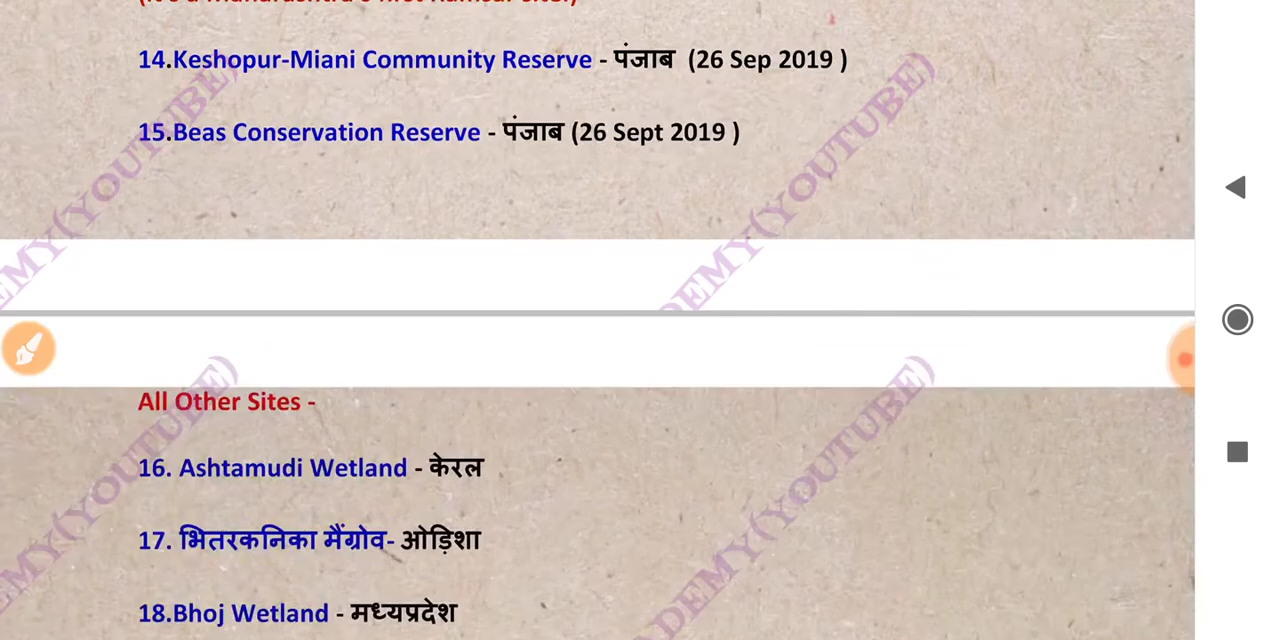 14.Keshopur-Miani Community Reserve - पंजाब (26 Sep 2019 )
15.Beas Conservation Reserve - पंजाब (26 Sept 2019 )
All Other Sites -
16. Ashtamudi Wetland - केरल
17. भितरकनिका मैंग्रोव- ओड़िशा
18.Bhoj Wetland - मध्यप्रदेश